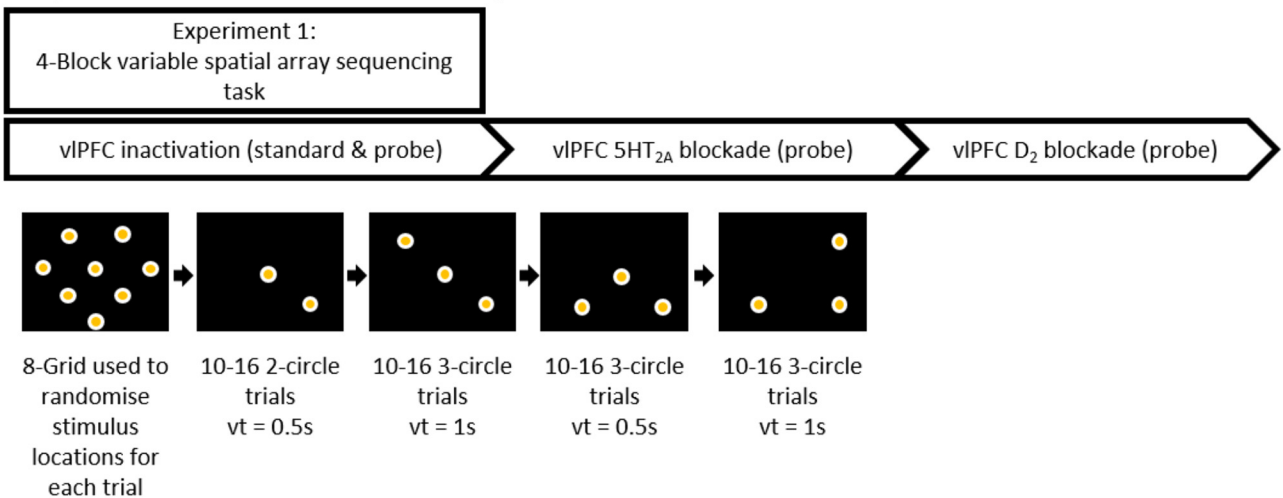 Experiment 1:
4-Block variable spatial array sequencing
task
vlPFC inactivation (standard & probe)
vlPFC 5HT2A blockade (probe)
vlPFC D2 blockade (probe)
8-Grid used to
randomise
stimulus
locations for
each trial
10-16 2-circle
trials
vt = 0.5s
10-16 3-circle
trials
vt = 1s
10-16 3-circle
trials
vt = 0.5s
10-16 3-circle
trials
vt = 1s